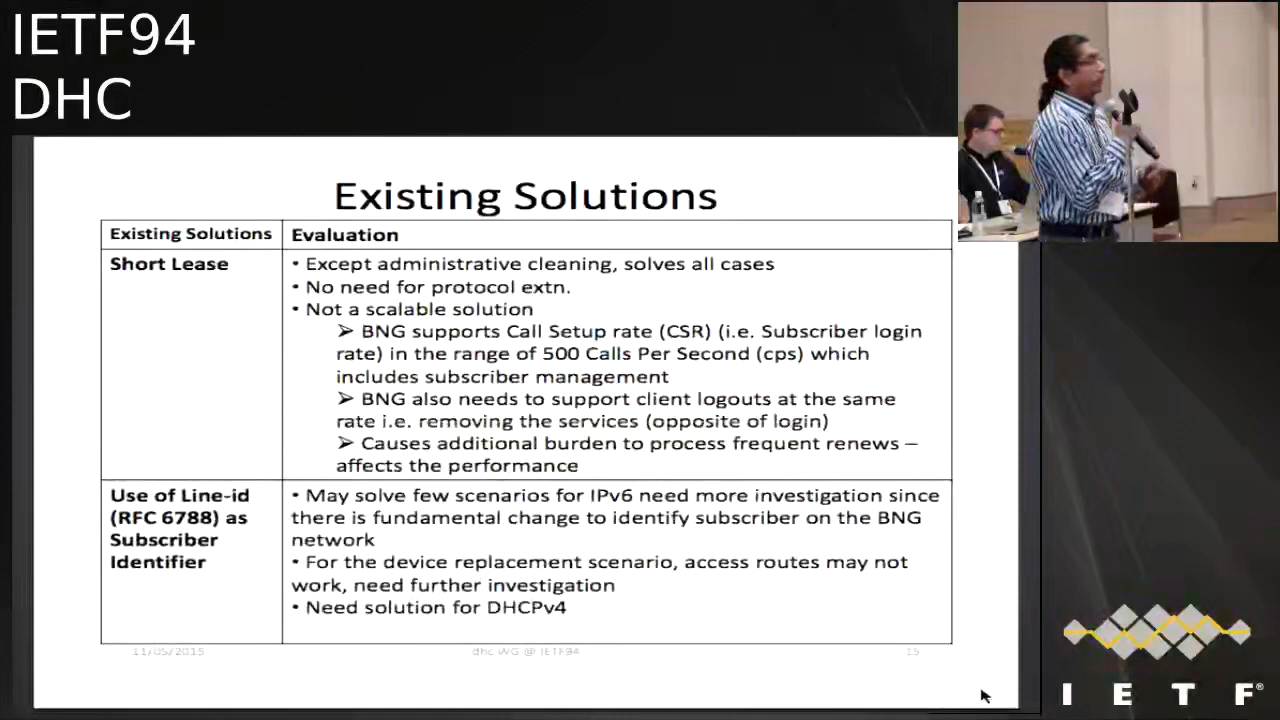 IETF94
DHC
Existing Solutions
Existing Solutions
Evaluation
Short Lease
• Except administrative cleaning, solves all cases
• No need for protocol extn.
• Not a scalable solution
➢ BNG supports Call Setup rate (CSR) (i.e. Subscriber login
rate) in the range of 500 Calls Per Second (cps) which
includes subscriber management
➢ BNG also needs to support client logouts at the same
rate i.e. removing the services (opposite of login)
➢ Causes additional burden to process frequent renews –
affects the performance
Use of Line-id
(RFC 6788) as
Subscriber
Identifier
• May solve few scenarios for IPv6 need more investigation since
there is fundamental change to identify subscriber on the BNG
network
• For the device replacement scenario, access routes may not
work, need further investigation
• Need solution for DHCPv4
11/05/2015
dhc WG @ IETF94
15
I E T F®